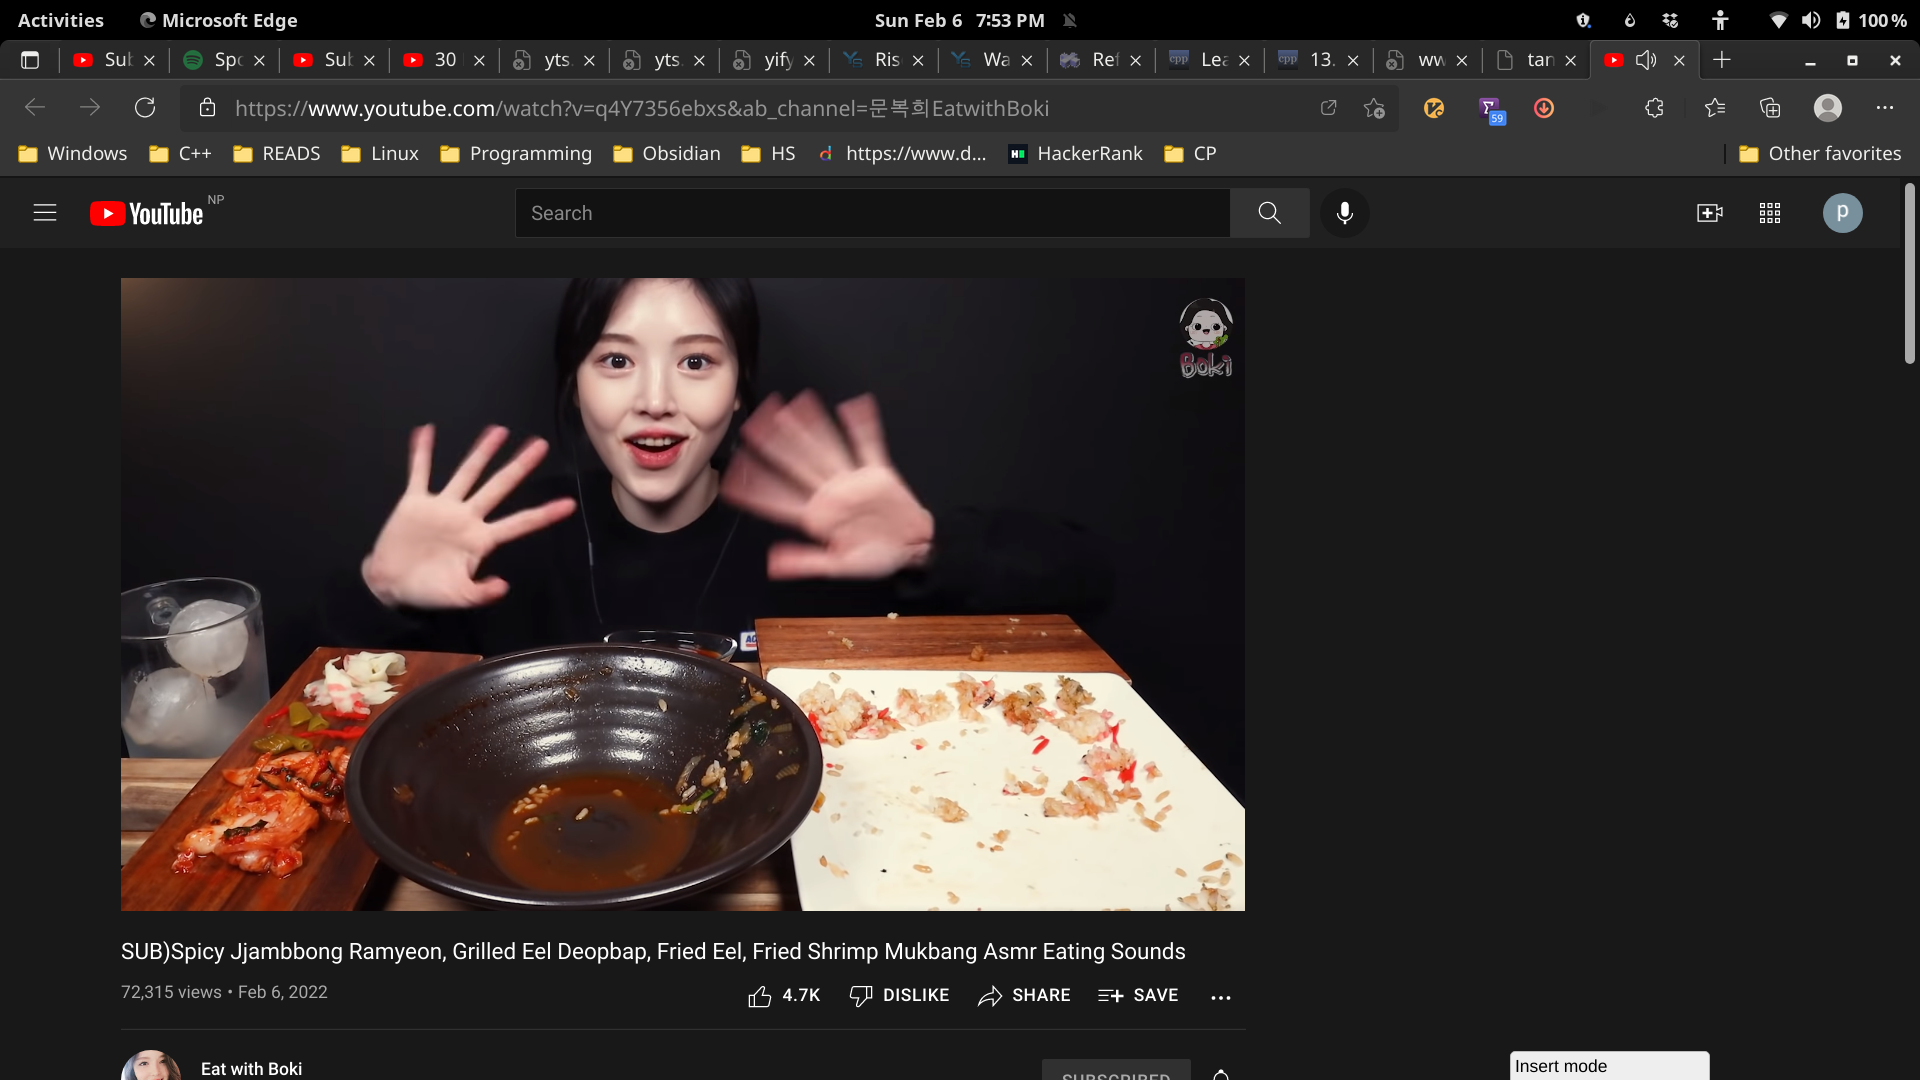 Activities
Microsoft Edge
Sun Feb 6 7:53 PM
100 %
Sul
Spo
Sul
30
yts.
yts.
yify
Ris
Wa
Ref
Lea
13.
ww
tan
https://www.youtube.com/watch?v=q4Y7356ebxs&ab_channel=문복희EatwithBoki
59
Windows
C++
READS
Linux
Programming
Obsidian
HS
https://www.d...
HackerRank
CP
Other favorites
YouTube NP
Search
p
Boki
SUB)Spicy Jjambbong Ramyeon, Grilled Eel Deopbap, Fried Eel, Fried Shrimp Mukbang Asmr Eating Sounds
72,315 views • Feb 6, 2022
4.7K
DISLIKE
SHARE
SAVE
Eat with Boki
SUBSCRIBED
Insert mode